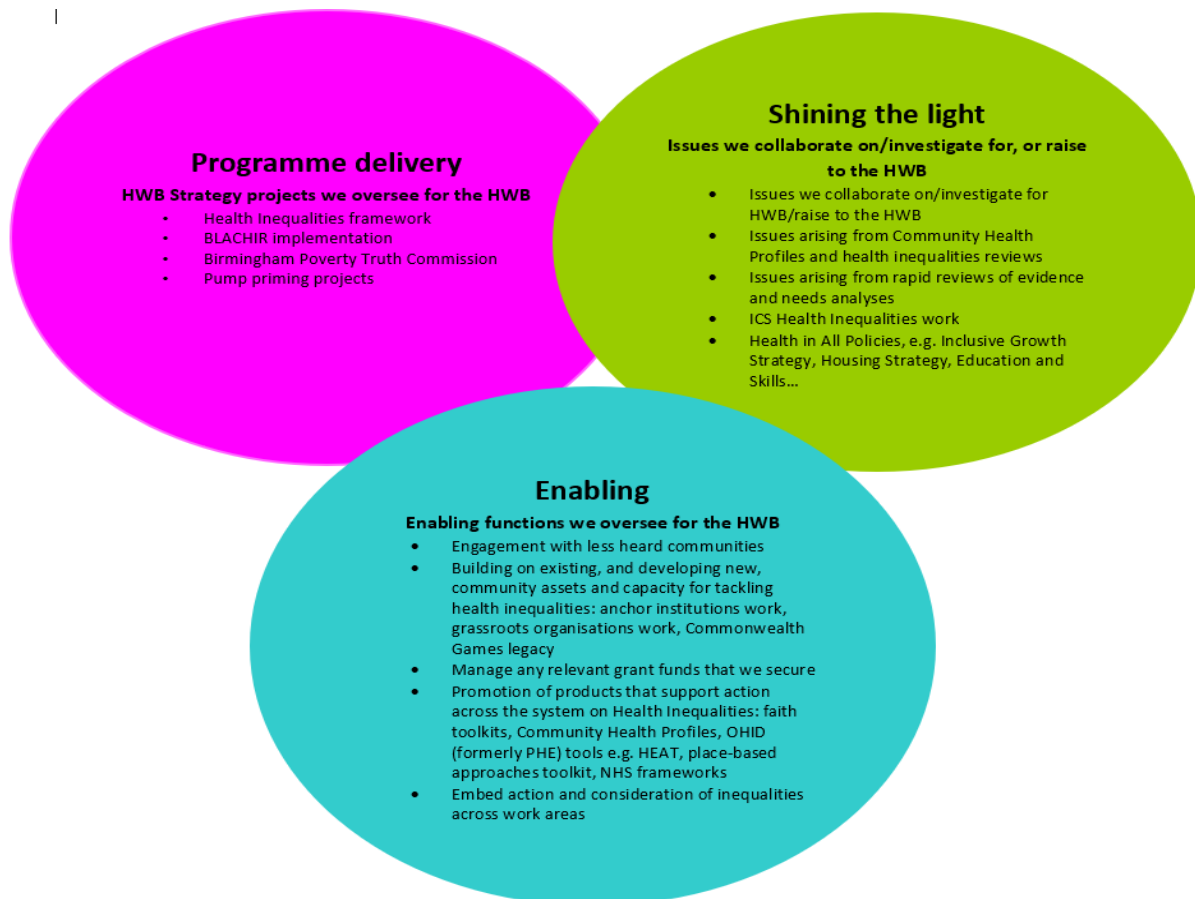 Programme delivery
HWB Strategy projects we oversee for the HWB
• Health Inequalities framework
• BLACHIR implementation
• Birmingham Poverty Truth Commission
• Pump priming projects
Shining the light
Issues we collaborate on/investigate for, or raise
to the HWB
• Issues we collaborate on/investigate for
HWB/raise to the HWB
• Issues arising from Community Health
Profiles and health inequalities reviews
• Issues arising from rapid reviews of evidence
and needs analyses
• ICS Health Inequalities work
• Health in All Policies, e.g. Inclusive Growth
Strategy, Housing Strategy, Education and
Skills...
Enabling
Enabling functions we oversee for the HWB
• Engagement with less heard communities
• Building on existing, and developing new,
community assets and capacity for tackling
health inequalities: anchor institutions work,
grassroots organisations work, Commonwealth
Games legacy
• Manage any relevant grant funds that we secure
• Promotion of products that support action
across the system on Health Inequalities: faith
toolkits, Community Health Profiles, OHID
(formerly PHE) tools e.g. HEAT, place-based
approaches toolkit, NHS frameworks
• Embed action and consideration of inequalities
across work areas